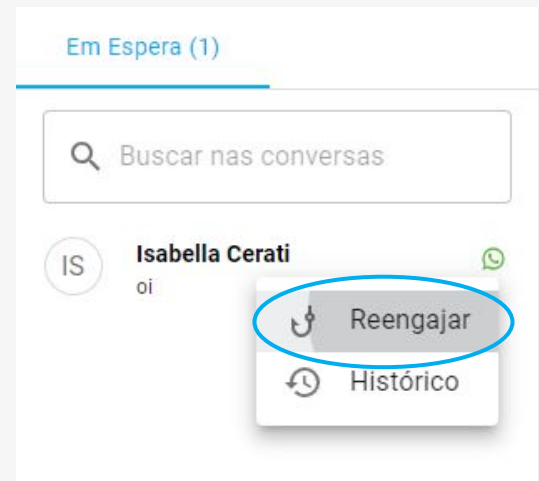 Em Espera (1)
Buscar nas conversas
IS
Isabella Cerati
oi
Reengajar
Histórico